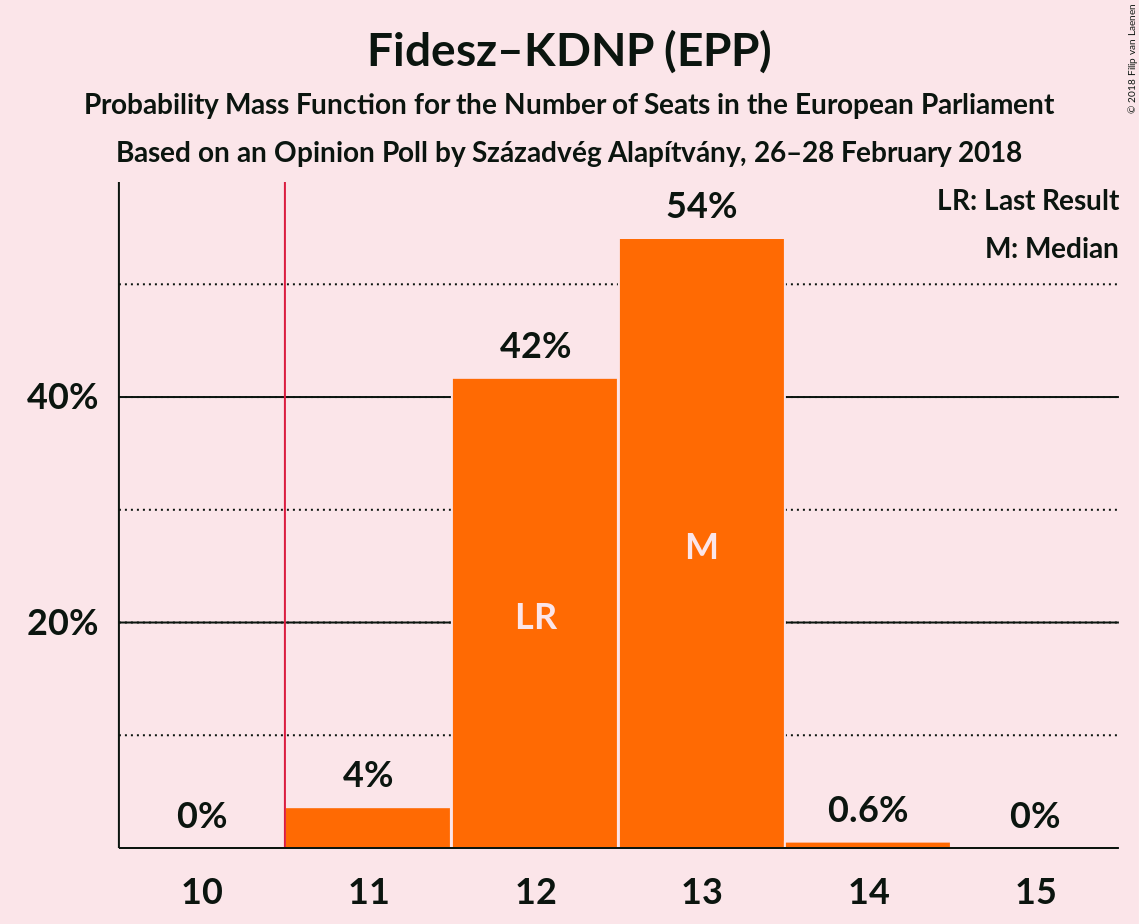 Fidesz–KDNP (EPP)
Probability Mass Function for the Number of Seats in the European Parliament
Based on an Opinion Poll by Századvég Alapítvány, 26–28 February 2018
© 2018 Filip van Laenen
LR: Last Result
M: Median
54%
42%
40%
M
LR
20%
4%
0%
0.6%
0%
10 11 12 13 14 15